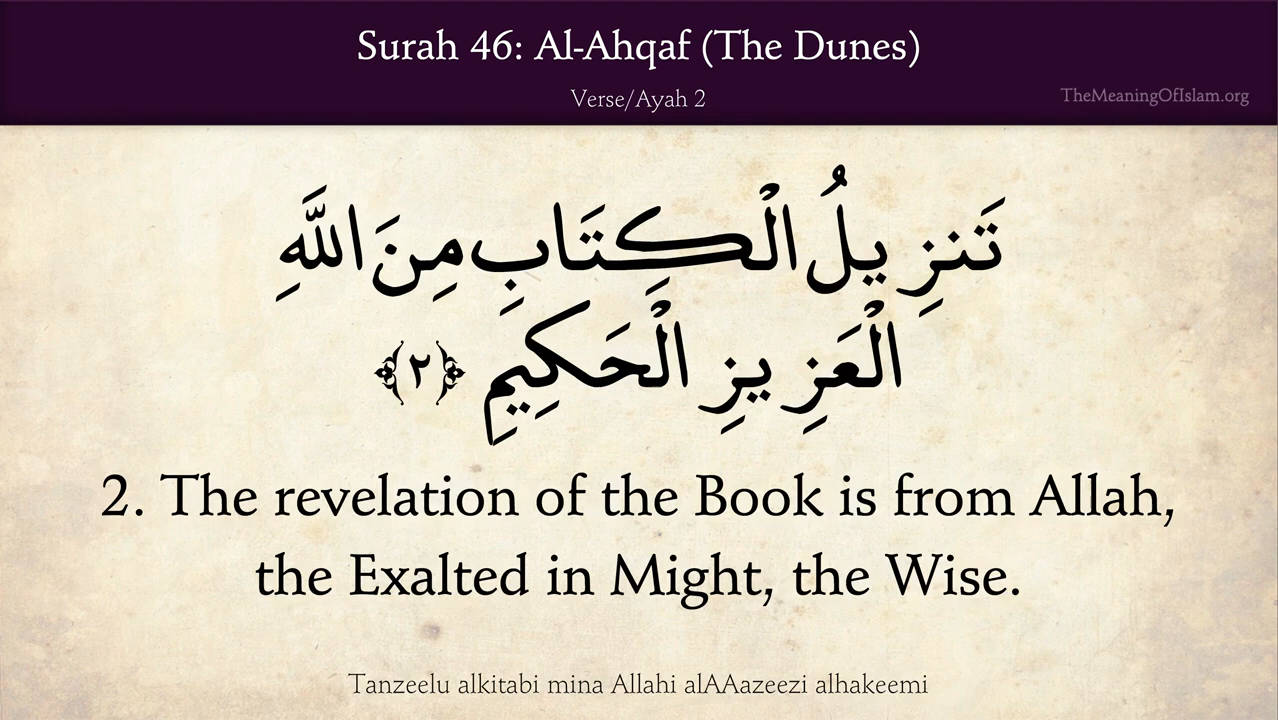 Surah 46: Al-Ahqaf (The Dunes)
Verse/Ayah 2
TheMeaningOfIslam.org
تَنزِيلُ الْكِتَابِ مِنَ اللَّهِ
الْعَزِيزِ الْحَكِيمِ ﴿٢﴾
2. The revelation of the Book is from Allah,
the Exalted in Might, the Wise.
Tanzeelu alkitabi mina Allahi alAAazeezi alhakeemi